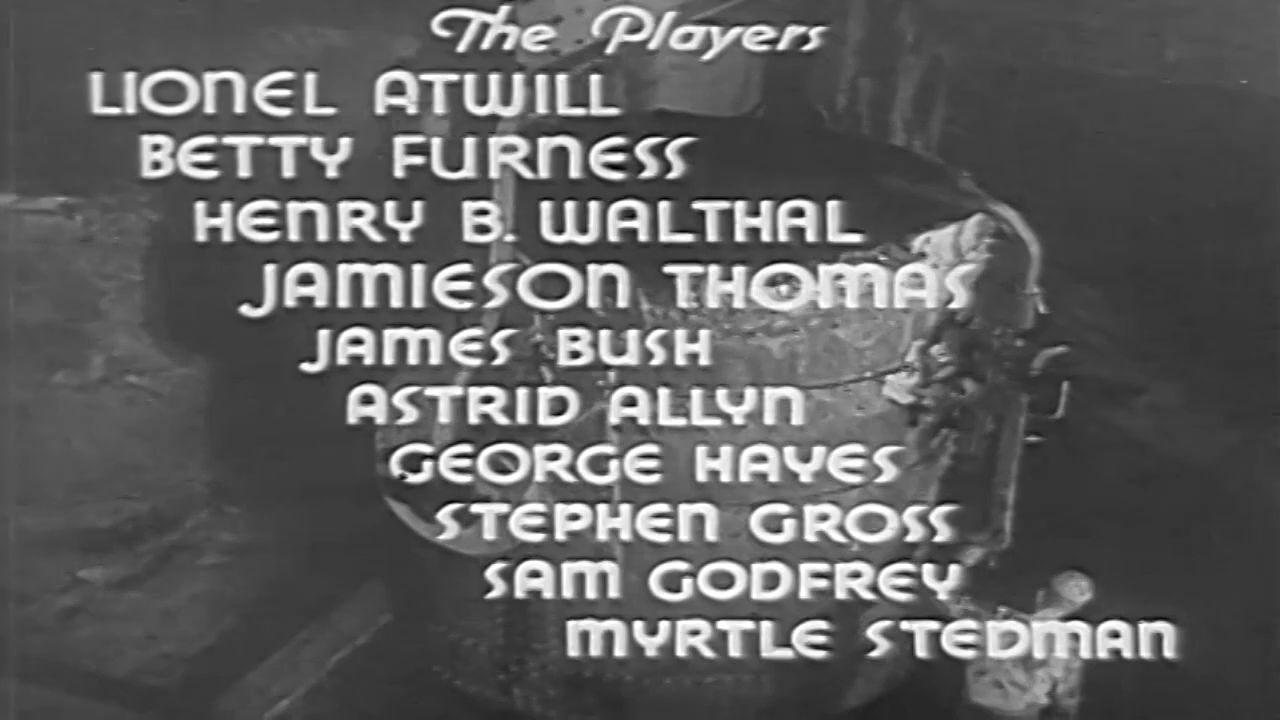 The Players
LIONEL ATWILL
BETTY FURNESS
HENRY B. WALTHAL
JAMIESON THOMAS
JAMES BUSH
ASTRID ALLYN
GEORGE HAYES
STEPHEN GROSS
SAM GODFREY
MYRTLE STEDMAN